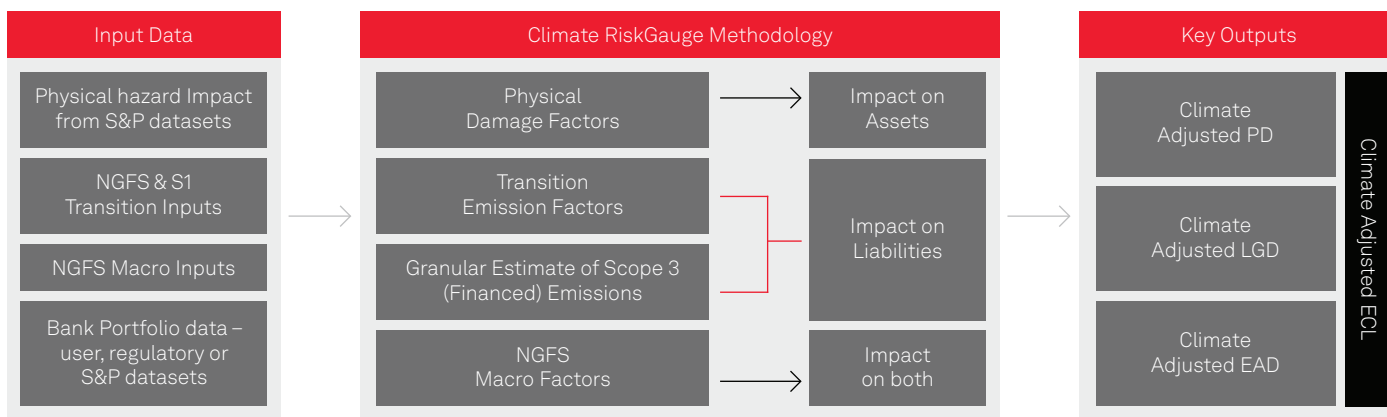 Input Data
Physical hazard Impact
from S&P datasets
NGFS & S1
Transition Inputs
NGFS Macro Inputs
Bank Portfolio data –
user, regulatory or
S&P datasets
Climate RiskGauge Methodology
Physical
Damage Factors
Impact on
Assets
Transition
Emission Factors
Granular Estimate of Scope 3
(Financed) Emissions
Impact on
Liabilities
NGFS
Macro Factors
Impact
on both
Key Outputs
Climate
Adjusted PD
Climate
Adjusted LGD
Climate
Adjusted EAD
Climate Adjusted ECL